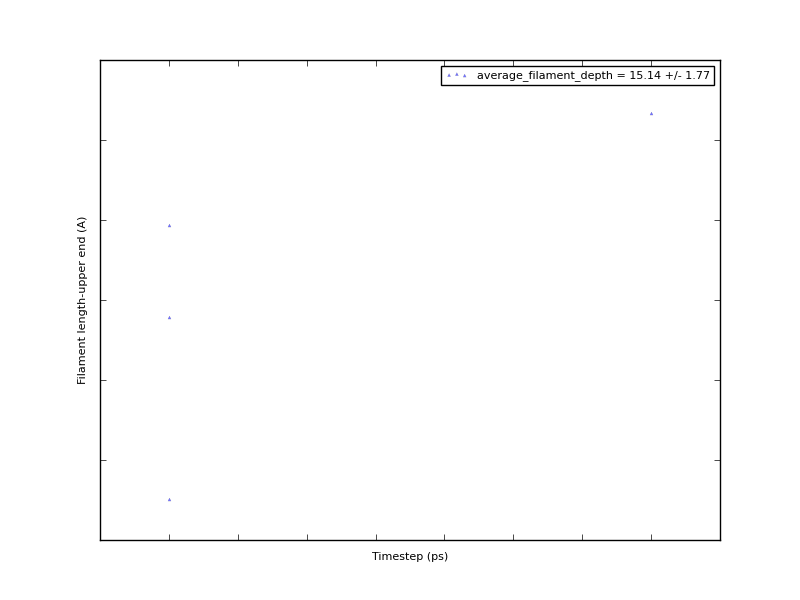 average_filament_depth = 15.14 +/- 1.77
Filament length-upper end (A)
Timestep (ps)